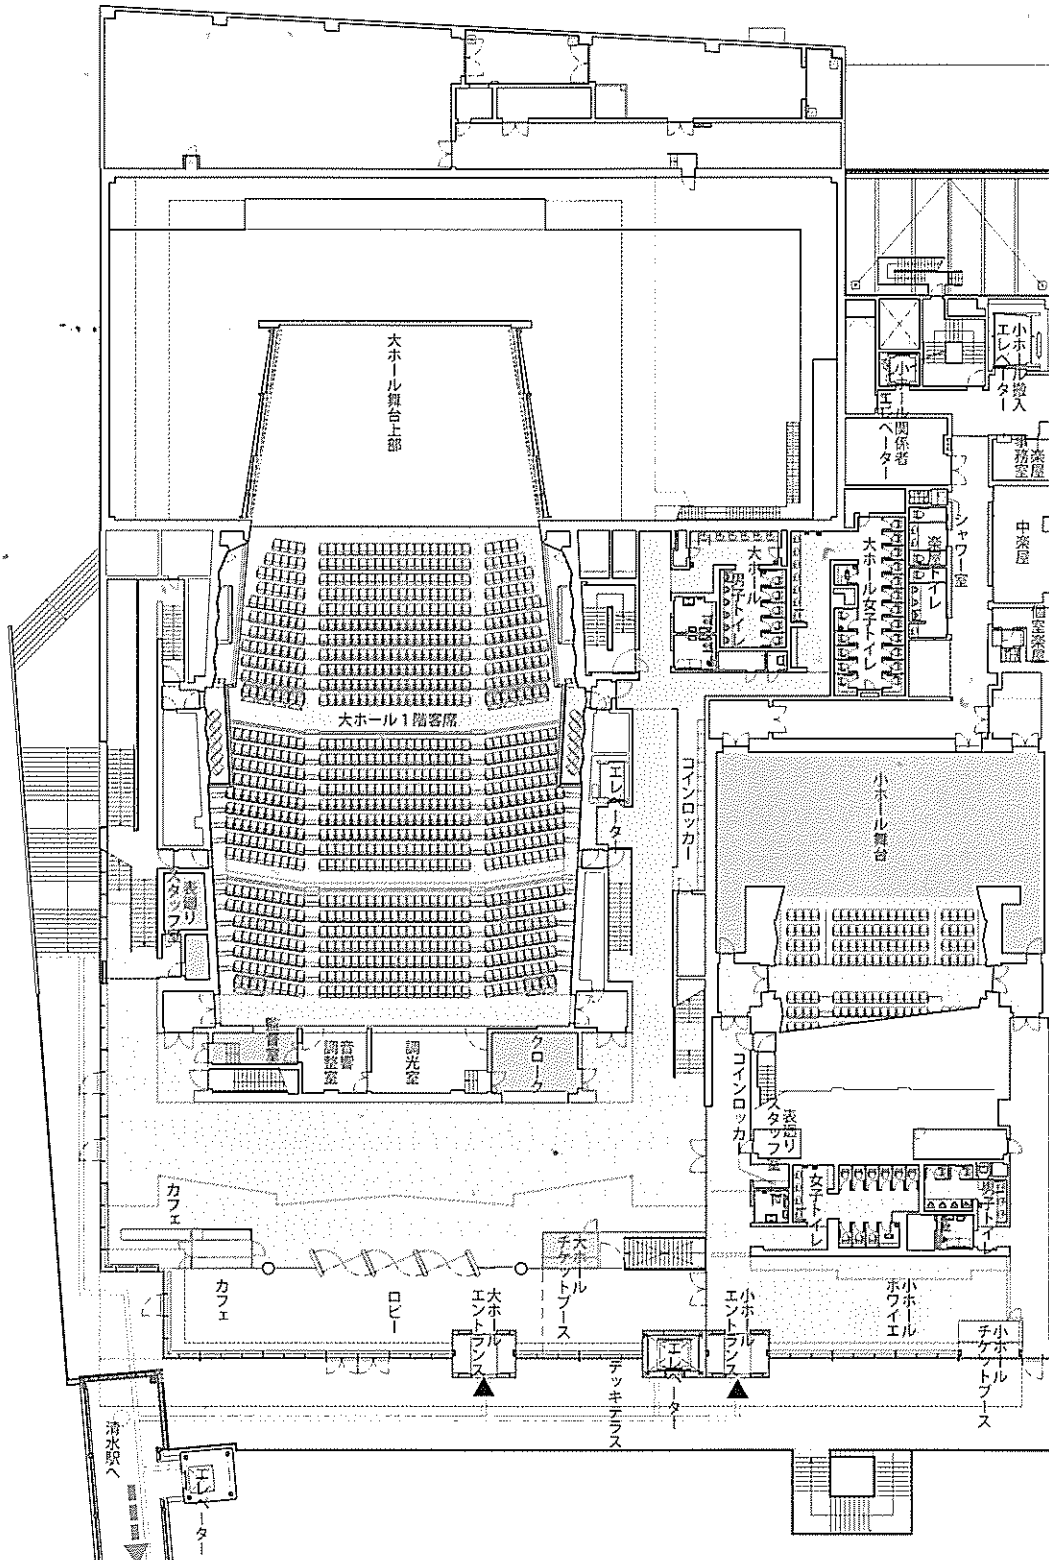 大ホール舞台上部
小ホール搬入
エレベーター
小ホール関係者
エレベーター
楽屋
事務室
中楽屋
シャワー室
楽屋トイレ
個室楽屋
大ホール
男子トイレ
大ホール女子トイレ
大ホール1階客席
エレベーター
コインロッカー
小ホール舞台
表廻り
スタッフ室
監督室
音響
調整室
調光室
クローク
コインロッカー
表廻り
スタッフ室
女子トイレ
男子トイレ
カフェ
カフェ
ロビー
大ホール
エントランス
大ホール
チケットブース
小ホール
エントランス
小ホール
ホワイエ
小ホール
チケットブース
エレベーター
デッキテラス
清水駅へ
エレベーター